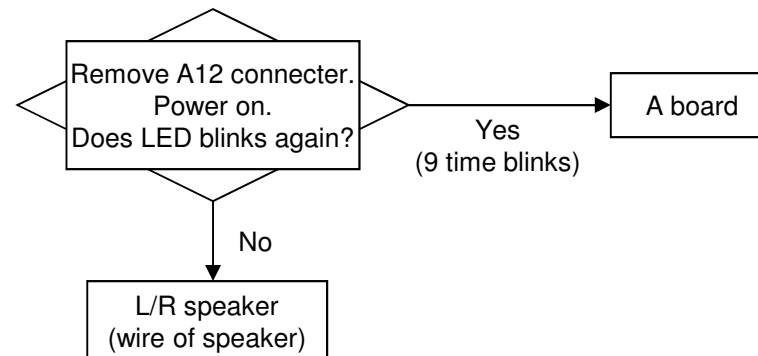 Remove A12 connecter.
Power on.
Does LED blinks again?
A board
Yes
(9 time blinks)
No
L/R speaker
(wire of speaker)